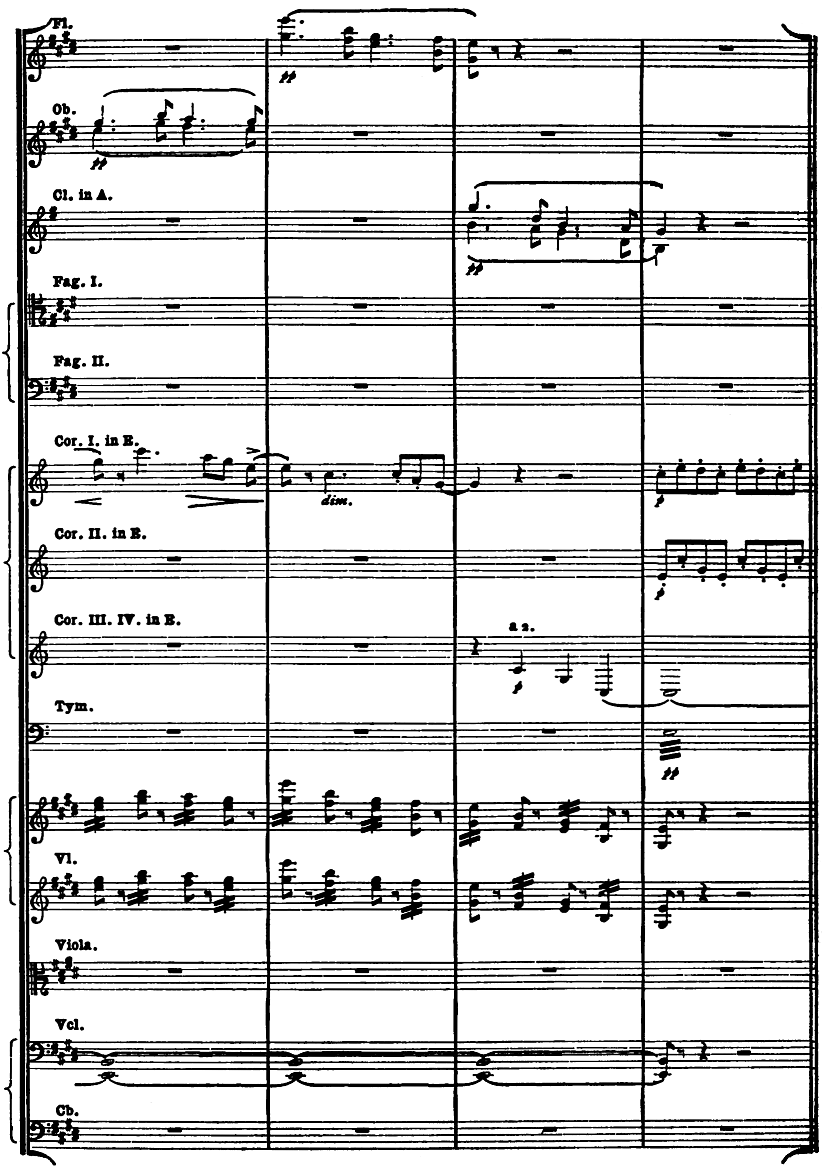 Fl.
pp
Ob.
pp
Cl. in A.
pp
Fag. I.
Fag. II.
Cor. I. in E.
dim.
p
Cor. II. in E.
p
Cor. III. IV. in E.
a 2.
p
Tym.
pp
Vl.
Viola.
Vcl.
Cb.